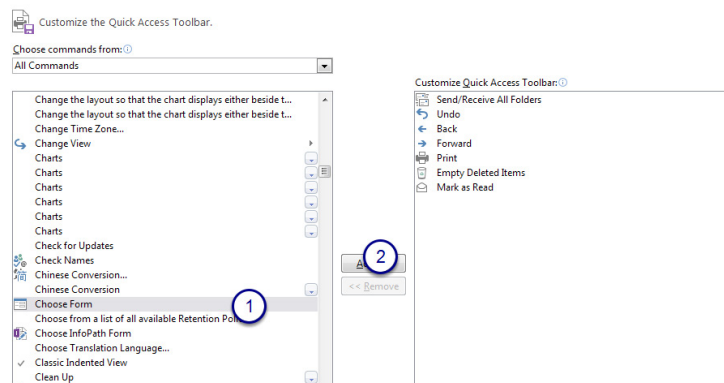 Customize the Quick Access Toolbar.
Choose commands from:
All Commands
Customize Quick Access Toolbar:
Change the layout so that the chart displays either beside t...
Change the layout so that the chart displays either beside t...
Change Time Zone...
Change View
Charts
Charts
Charts
Charts
Charts
Charts
Check for Updates
Check Names
Chinese Conversion...
Chinese Conversion
Choose Form
Choose from a list of all available Retention
Choose InfoPath Form
Choose Translation Language...
Classic Indented View
Clean Up
1
2
<< Remove
Send/Receive All Folders
Undo
Back
Forward
Print
Empty Deleted Items
Mark as Read